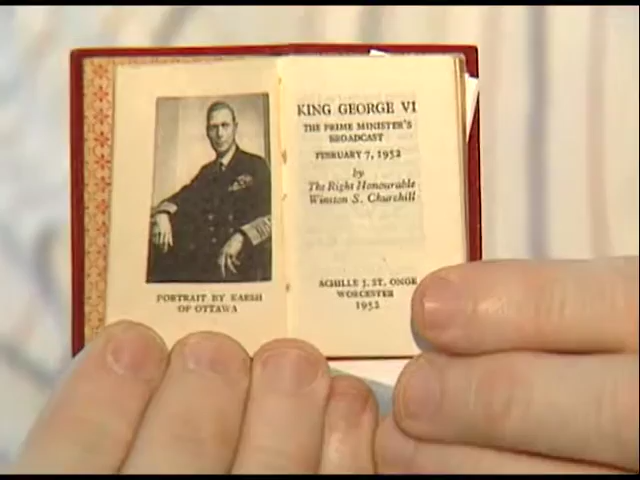 PORTRAIT BY KARSH
OF OTTAWA
KING GEORGE VI
THE PRIME MINISTER'S
BROADCAST
FEBRUARY 7, 1952
by
The Right Honourable
Winston S. Churchill
ACHILLE J. ST. ONGE
WORCESTER
1952